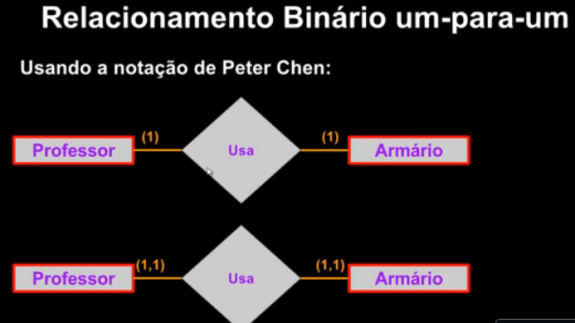 Relacionamento Binário um-para-um
Usando a notação de Peter Chen:
(1) (1)
Professor Usa Armário
(1,1) (1,1)
Professor Usa Armário